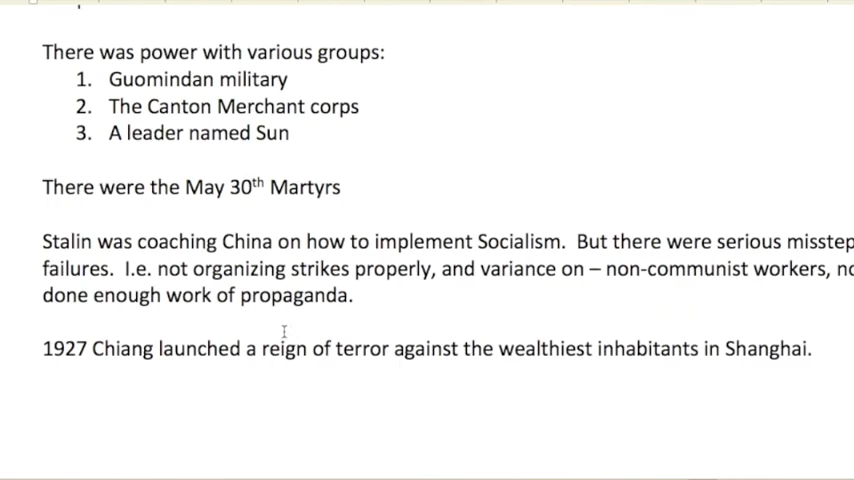 There was power with various groups:
1. Guomindan military
2. The Canton Merchant corps
3. A leader named Sun
There were the May 30th Martyrs
Stalin was coaching China on how to implement Socialism. But there were serious misstep
failures. I.e. not organizing strikes properly, and variance on – non-communist workers,
done enough work of propaganda.
1927 Chiang launched a reign of terror against the wealthiest inhabitants in Shanghai.